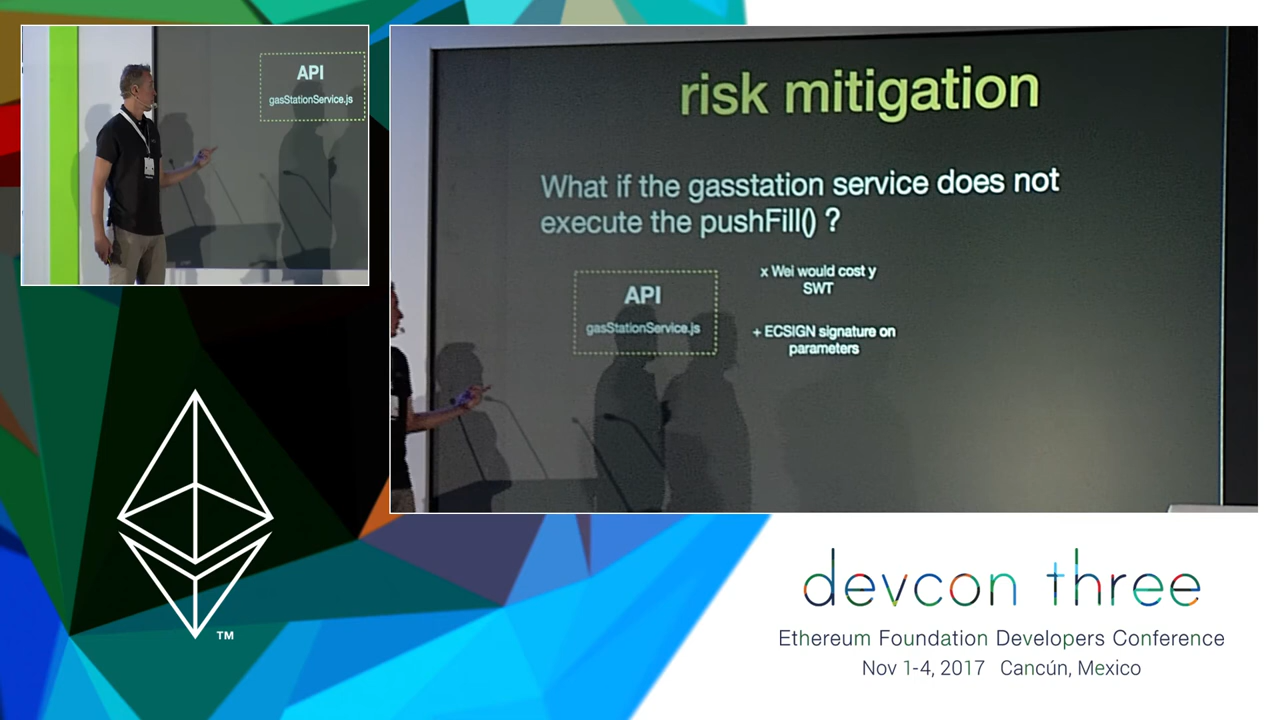 API
gasStationService.js
risk mitigation
What if the gasstation service does not
execute the pushFill() ?
API
gasStationService.js
x Wei would cost y
SWT
+ ECSIGN signature on
parameters
TM
devcon three
Ethereum Foundation Developers Conference
Nov 1-4, 2017 Cancún, Mexico